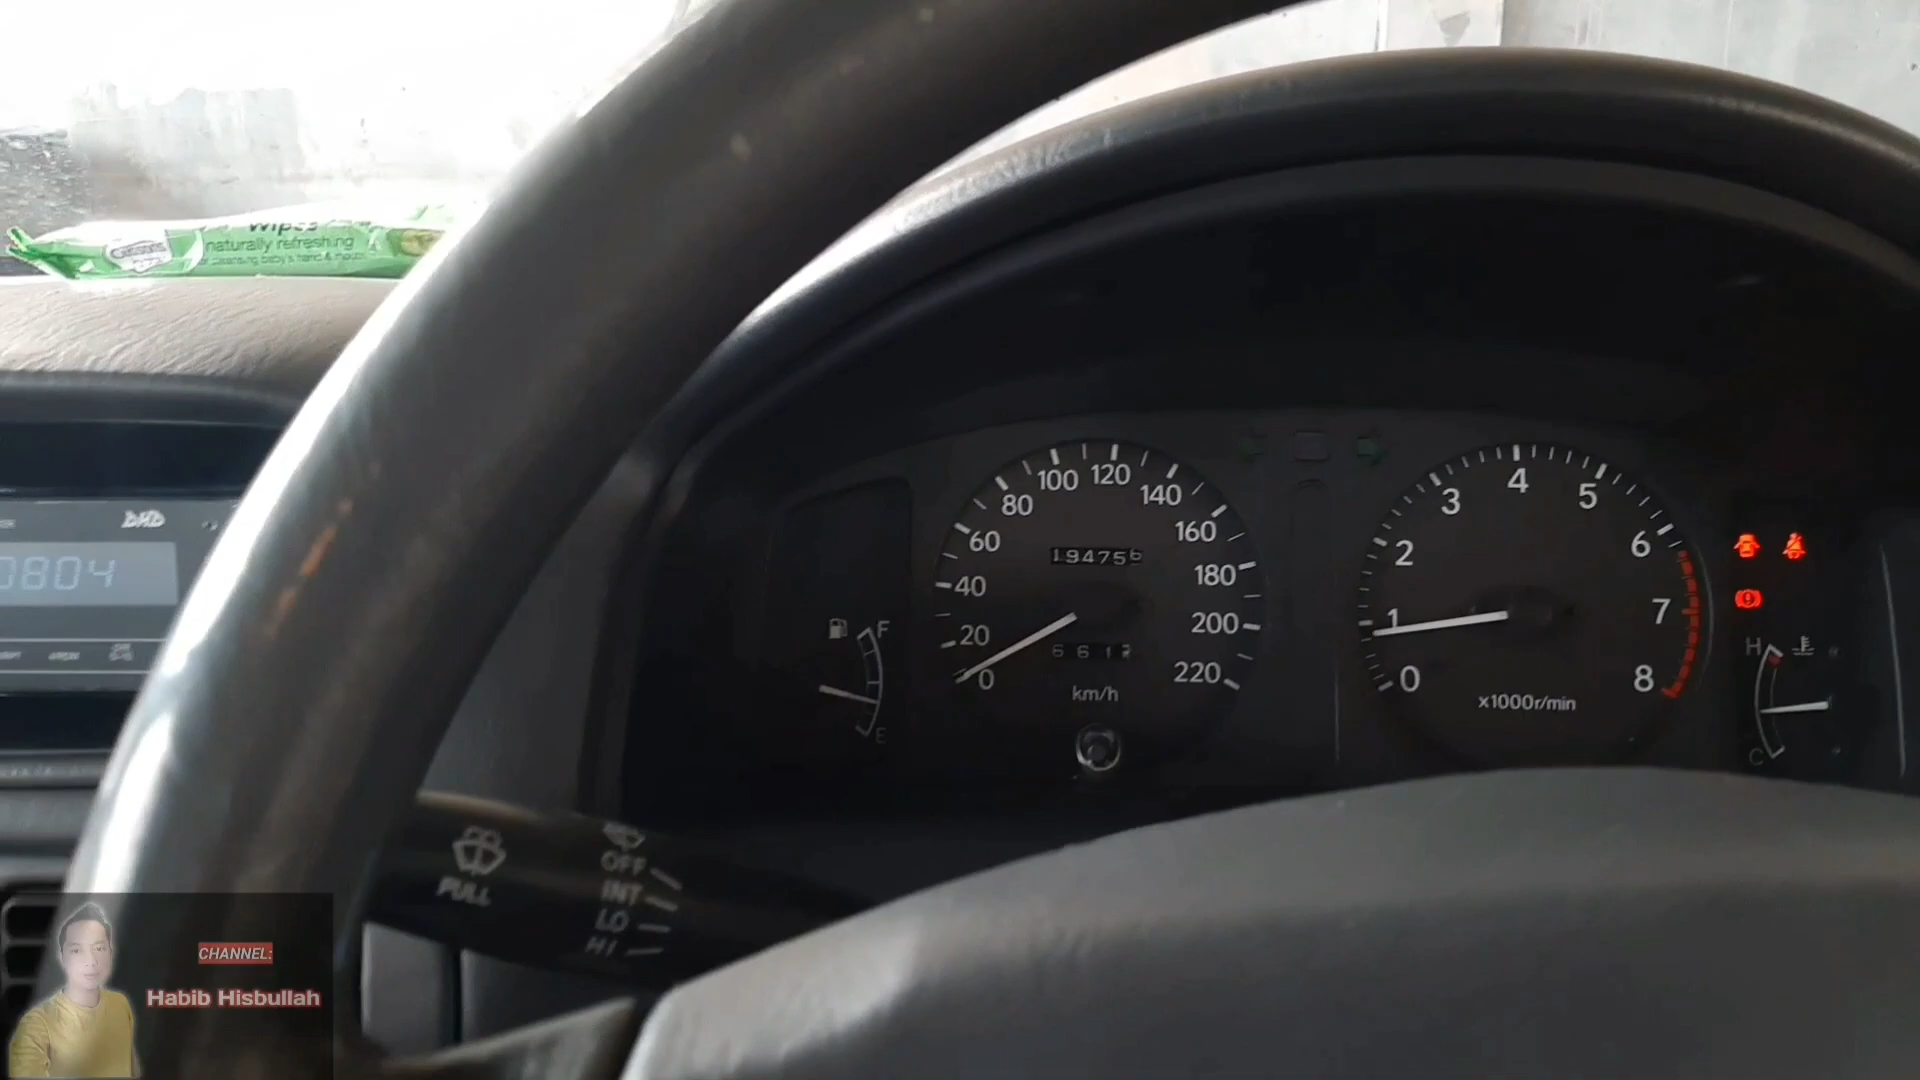 Wipes
naturally refreshing
for cleansing baby's hand & mouth
DHD
0804
F
E
0
20
40
60
80
100
120
140
160
180
200
220
194756
6617
km/h
0
1
2
3
4
5
6
7
8
x1000r/min
H
C
PULL
OFF
INT
LO
HI
CHANNEL:
Habib Hisbullah